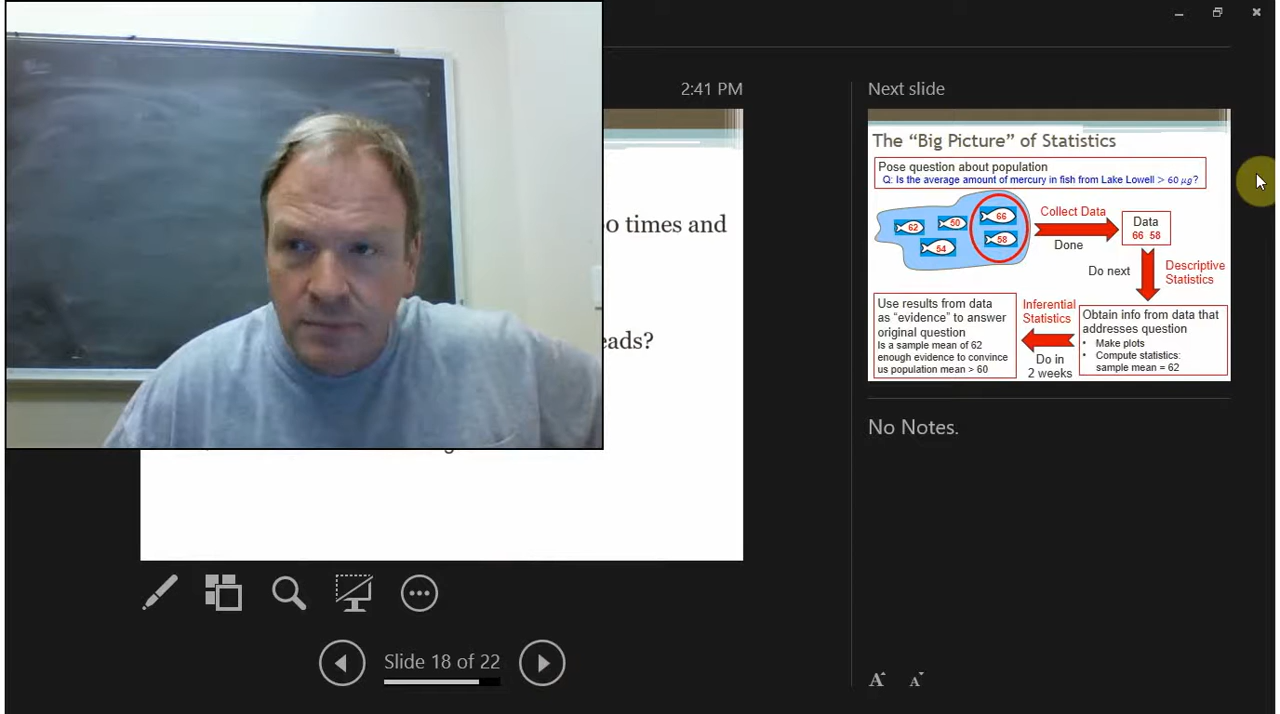 2:41 PM
0 times and
eads?
Slide 18 of 22
Next slide
The “Big Picture” of Statistics
Pose question about population
Q: Is the average amount of mercury in fish from Lake Lowell > 60 μg?
62
50
66
54
58
Collect Data
Done
Data
66 58
Do next
Descriptive
Statistics
Obtain info from data that
addresses question
• Make plots
• Compute statistics:
sample mean = 62
Inferential
Statistics
Do in
2 weeks
Use results from data
as “evidence” to answer
original question
Is a sample mean of 62
enough evidence to convince
us population mean > 60
No Notes.
A A